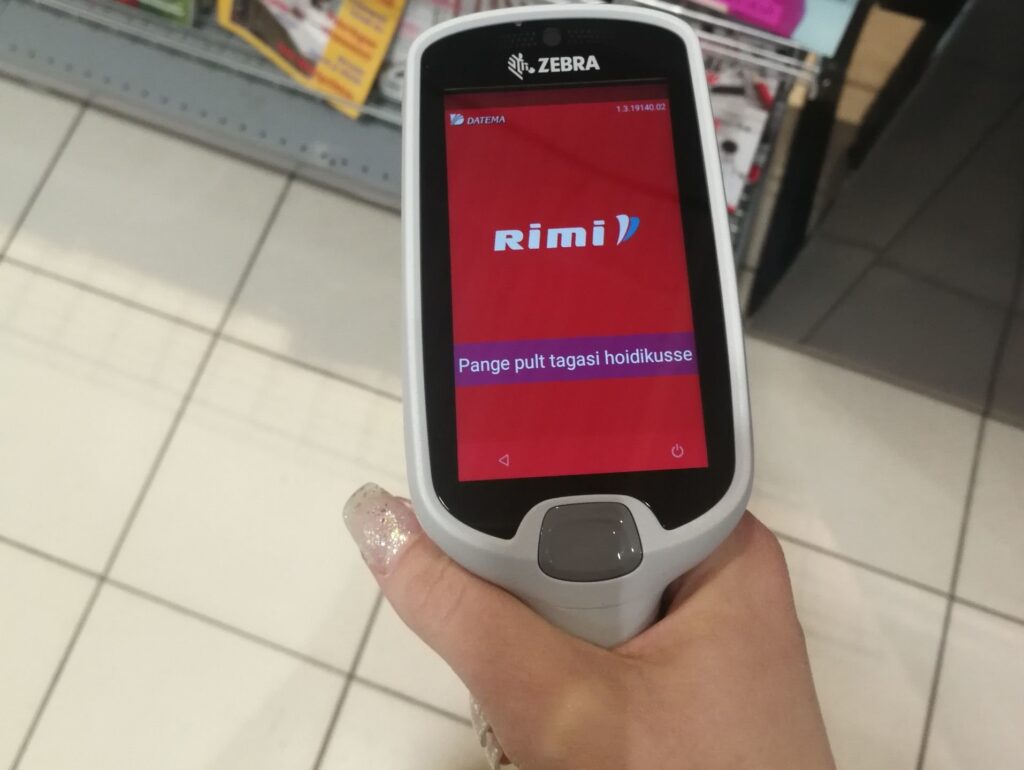 ZEBRA
DATEMA
1.3.19140.02
Rimi
Pange pult tagasi hoidikusse